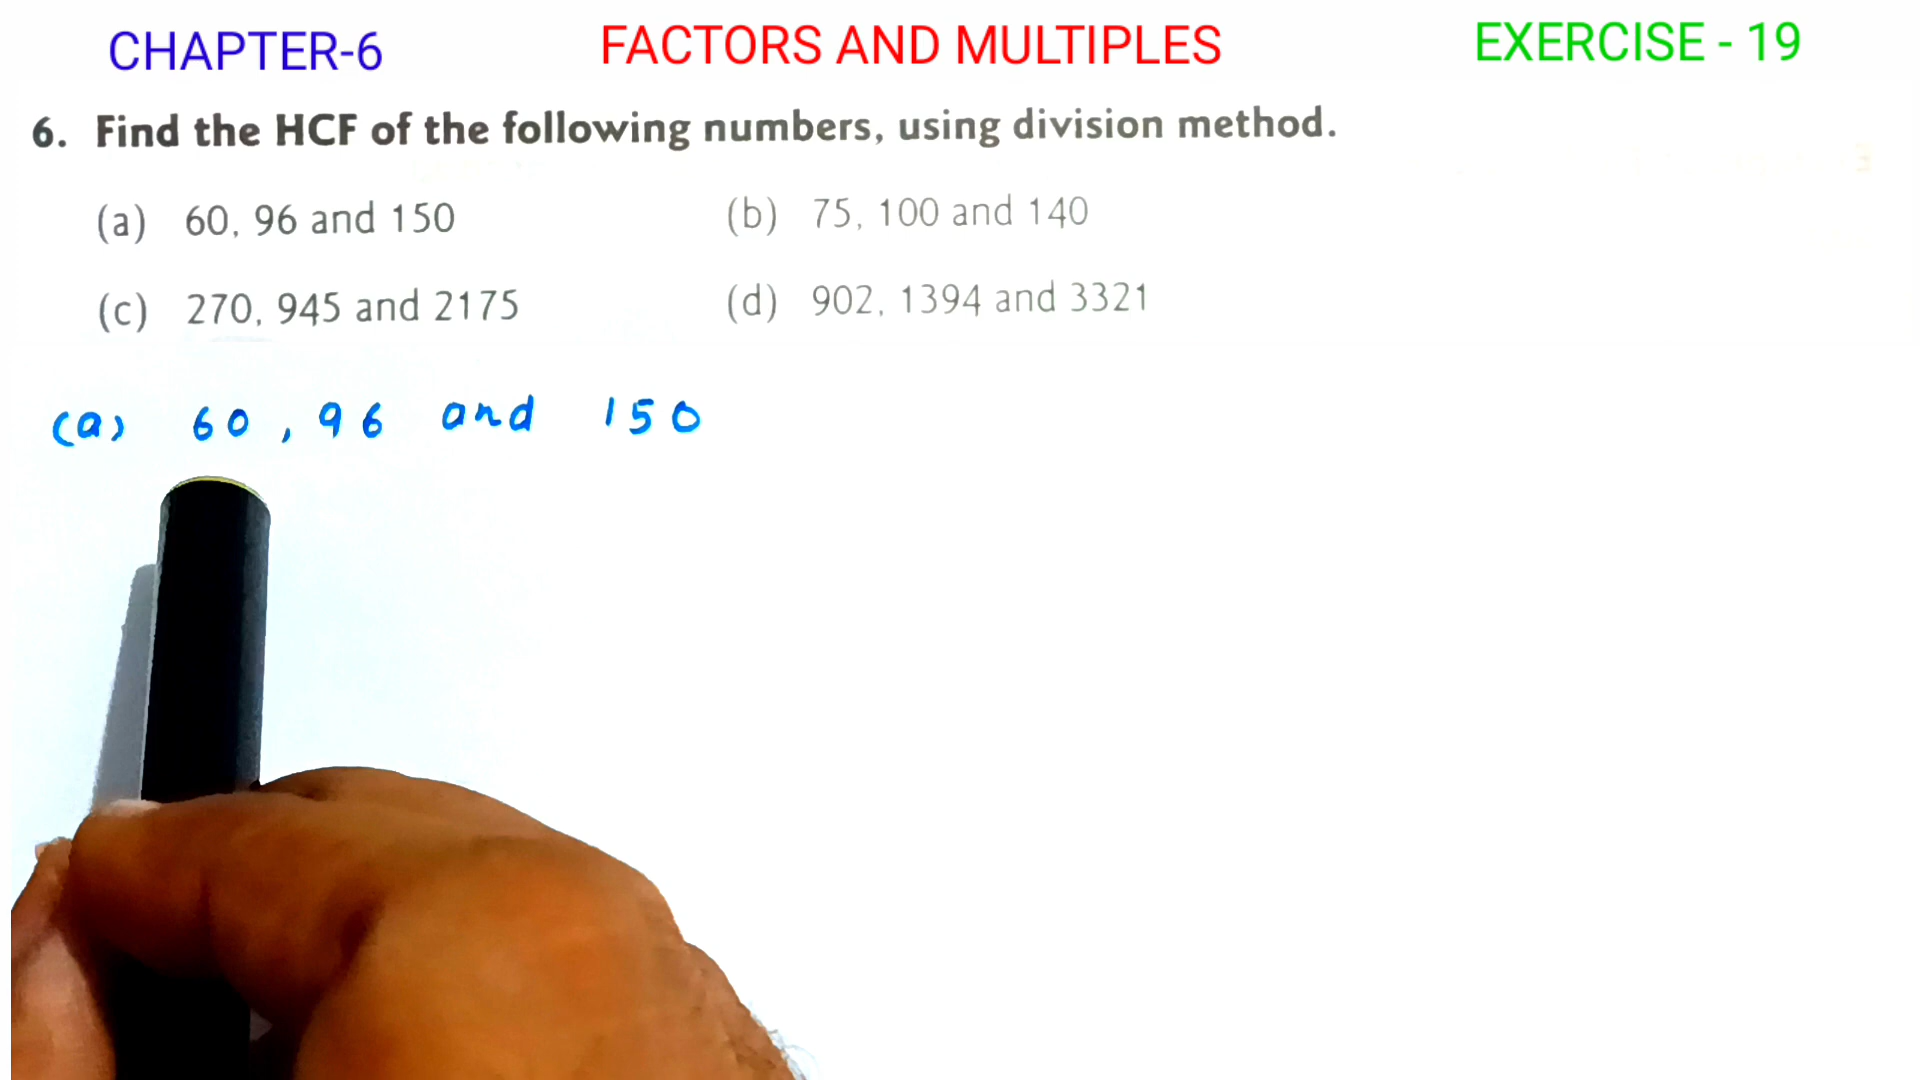 CHAPTER-6 FACTORS AND MULTIPLES EXERCISE - 19
6. Find the HCF of the following numbers, using division method.
(a) 60, 96 and 150 (b) 75, 100 and 140
(c) 270, 945 and 2175 (d) 902, 1394 and 3321
(a) 60, 96 and 150